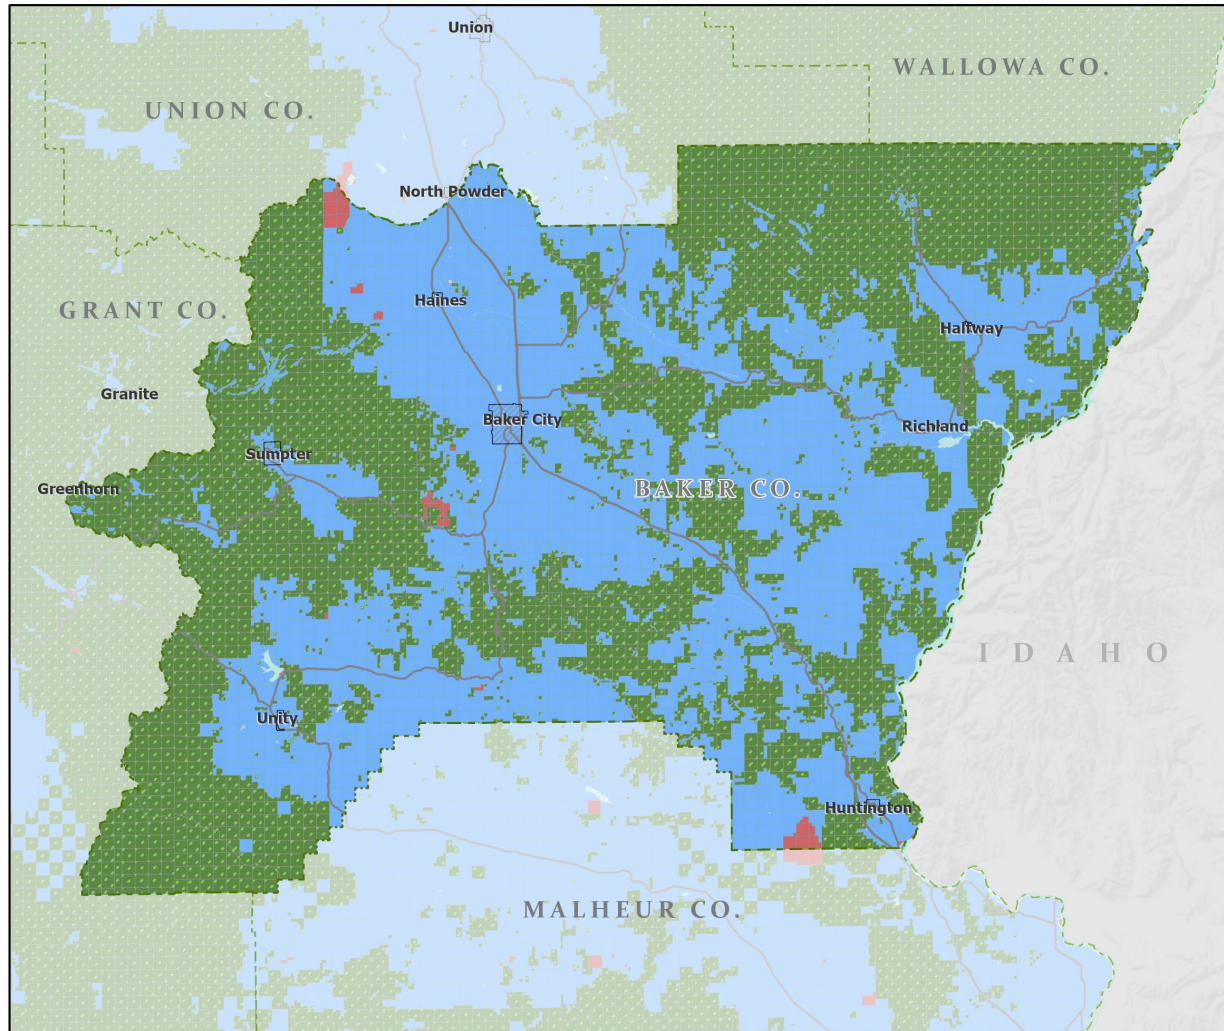 Union
WALLOWA CO.
UNION CO.
North Powder
Haines
GRANT CO.
Halfway
Granite
Baker City
Richland
Sumpter
Greenhorn
BAKER CO.
IDAHO
Unity
Huntington
MALHEUR CO.